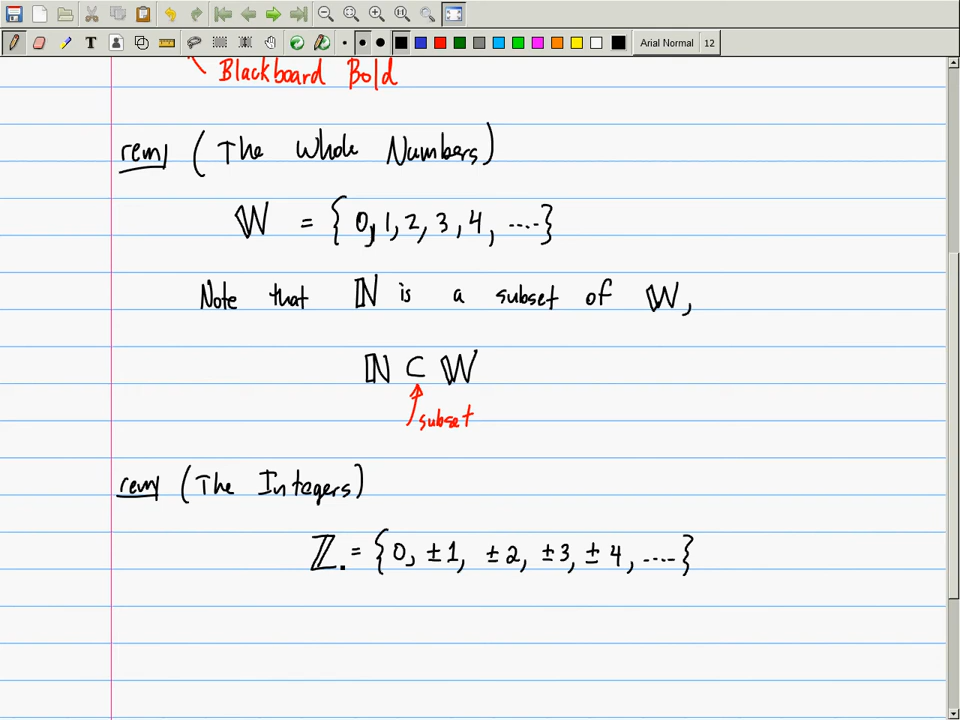 T
Arial Normal 12
Blackboard Bold
rem (The Whole Numbers)
𝕎 = {0, 1, 2, 3, 4, ....}
Note that ℕ is a subset of 𝕎,
ℕ ⊂ 𝕎
subset
rem (The Integers)
ℤ = {0, ±1, ±2, ±3, ±4, ....}